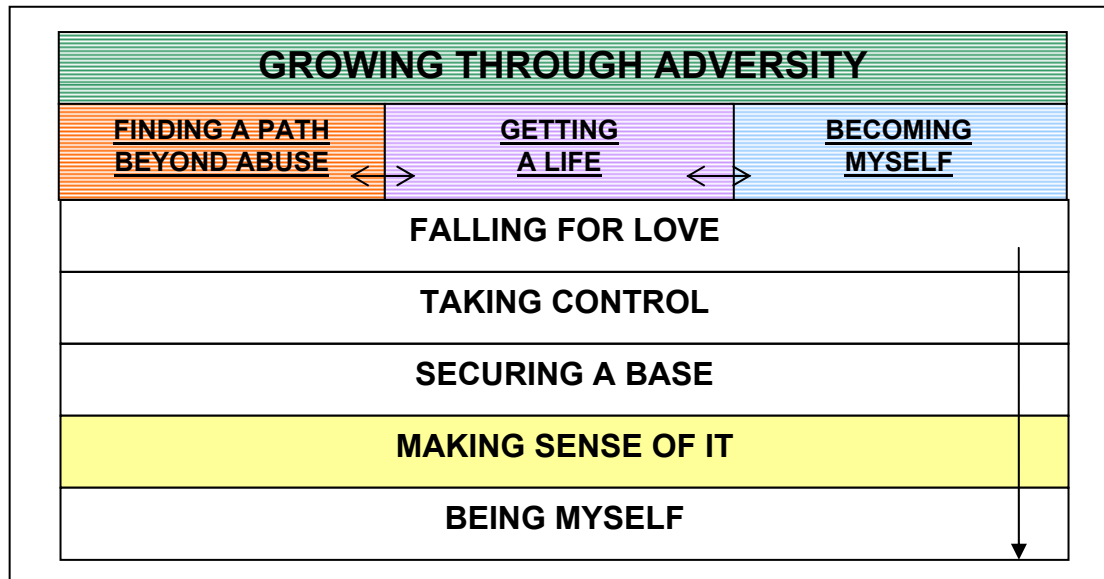 GROWING THROUGH ADVERSITY
FINDING A PATH
BEYOND ABUSE
GETTING
A LIFE
BECOMING
MYSELF
FALLING FOR LOVE
TAKING CONTROL
SECURING A BASE
MAKING SENSE OF IT
BEING MYSELF